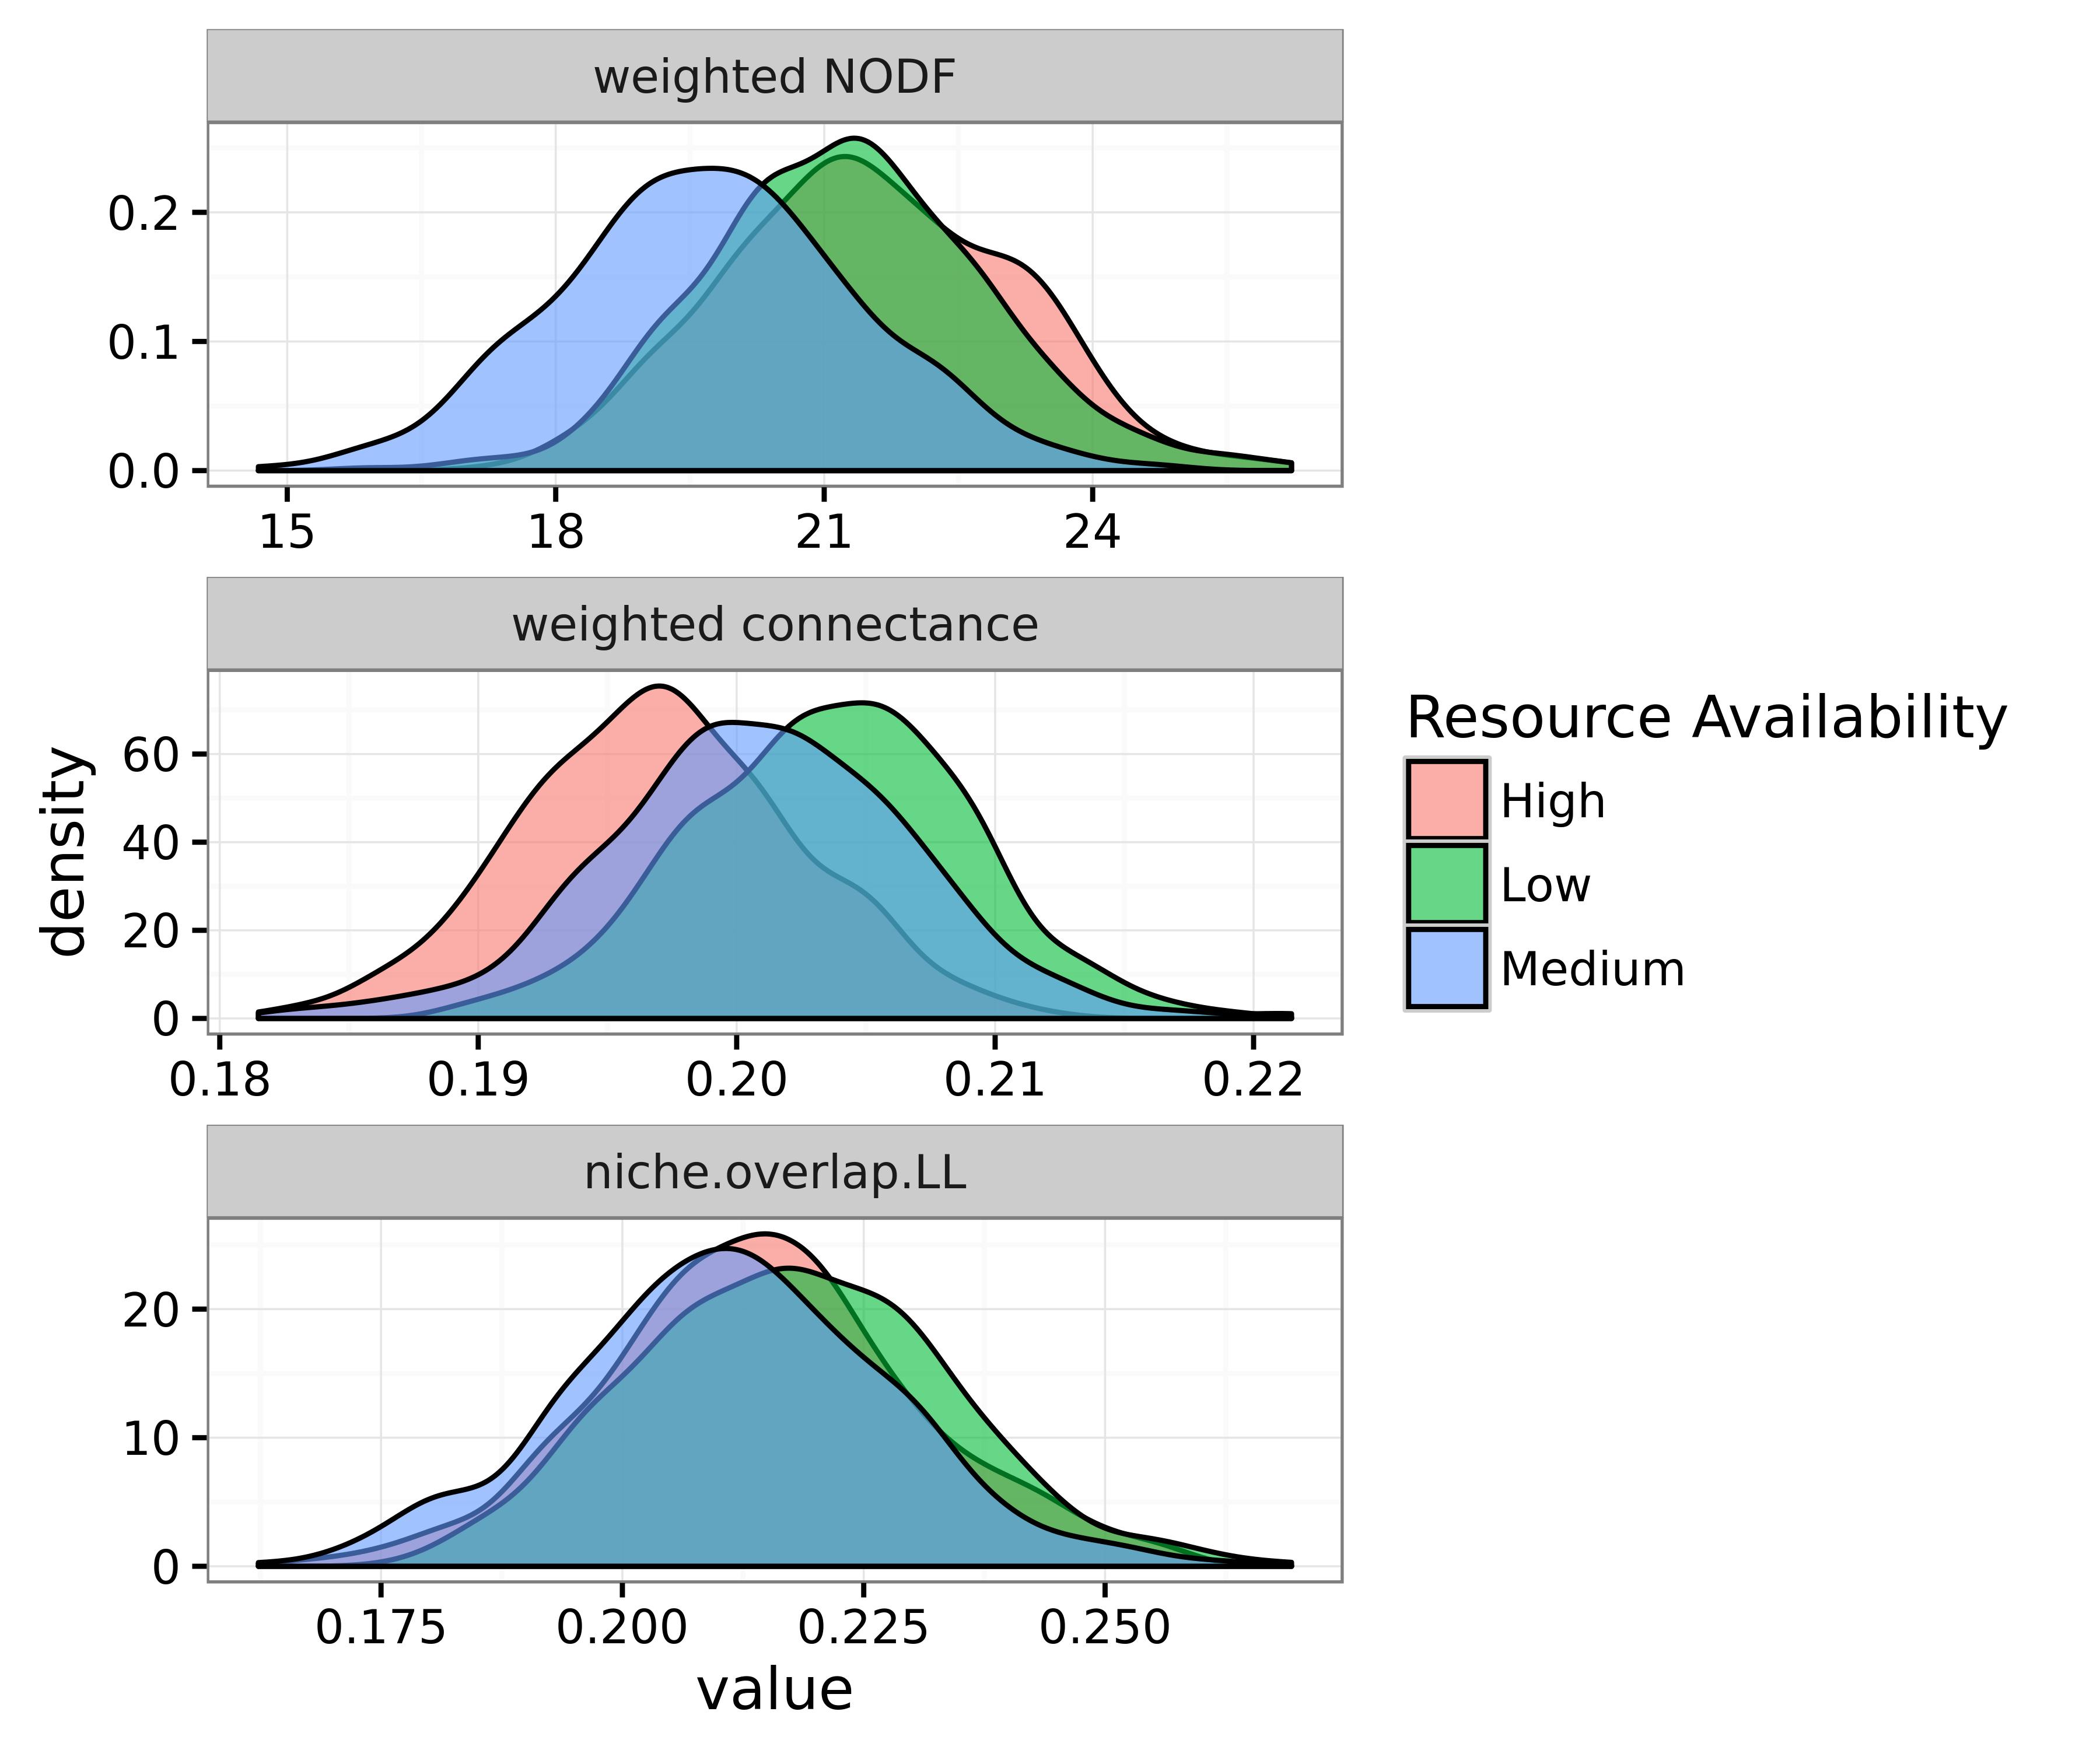 weighted NODF
0.2
0.1
0.0
15 18 21 24
weighted connectance
60
40
20
0
0.18 0.19 0.20 0.21 0.22
niche.overlap.LL
20
10
0
0.175 0.200 0.225 0.250
value
density
Resource Availability
High
Low
Medium